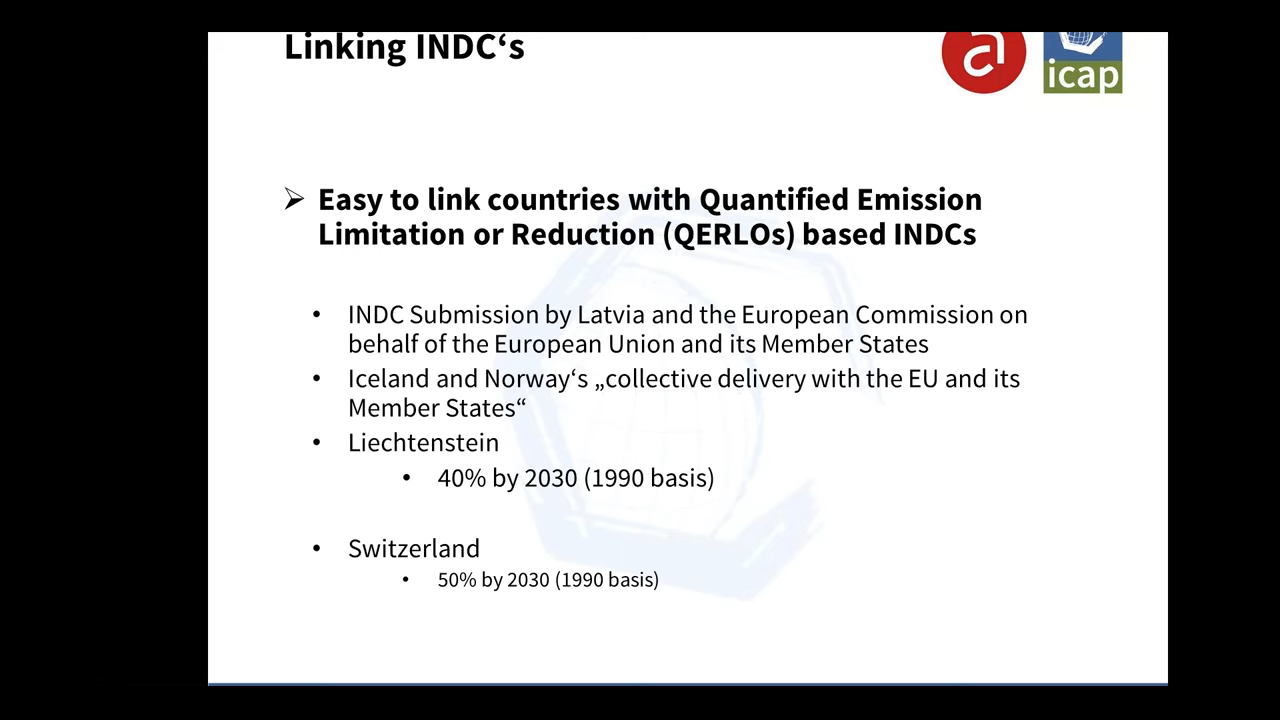 Linking INDC‘s
a
icap
➢ Easy to link countries with Quantified Emission
Limitation or Reduction (QERLOs) based INDCs
• INDC Submission by Latvia and the European Commission on
behalf of the European Union and its Member States
• Iceland and Norway‘s „collective delivery with the EU and its
Member States“
• Liechtenstein
• 40% by 2030 (1990 basis)
• Switzerland
• 50% by 2030 (1990 basis)